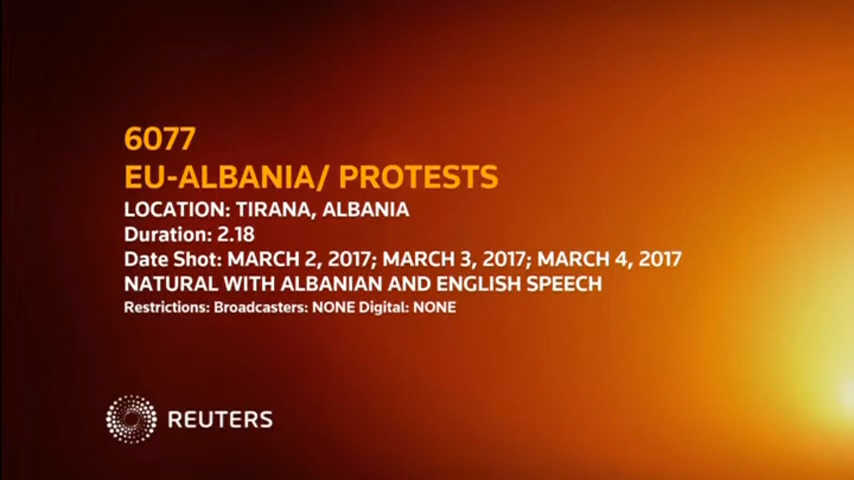 6077
EU-ALBANIA/ PROTESTS
LOCATION: TIRANA, ALBANIA
Duration: 2.18
Date Shot: MARCH 2, 2017; MARCH 3, 2017; MARCH 4, 2017
NATURAL WITH ALBANIAN AND ENGLISH SPEECH
Restrictions: Broadcasters: NONE Digital: NONE
REUTERS